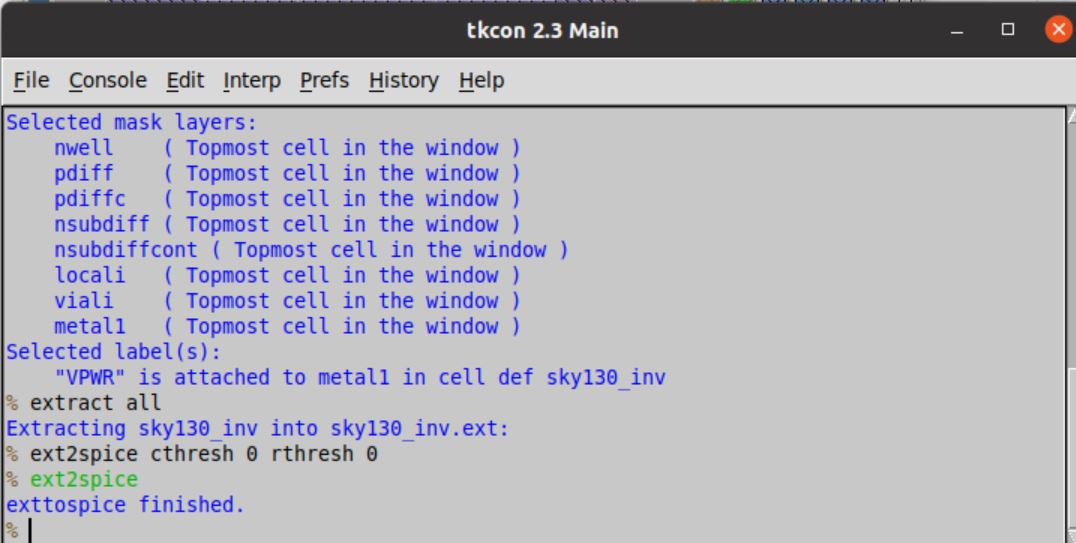 tkcon 2.3 Main
File Console Edit Interp Prefs History Help
Selected mask layers:
    nwell    ( Topmost cell in the window )
    pdiff    ( Topmost cell in the window )
    pdiffc   ( Topmost cell in the window )
    nsubdiff ( Topmost cell in the window )
    nsubdiffcont ( Topmost cell in the window )
    locali   ( Topmost cell in the window )
    viali    ( Topmost cell in the window )
    metal1   ( Topmost cell in the window )
Selected label(s):
    "VPWR" is attached to metal1 in cell def sky130_inv
% extract all
Extracting sky130_inv into sky130_inv.ext:
% ext2spice cthresh 0 rthresh 0
% ext2spice
exttospice finished.
%